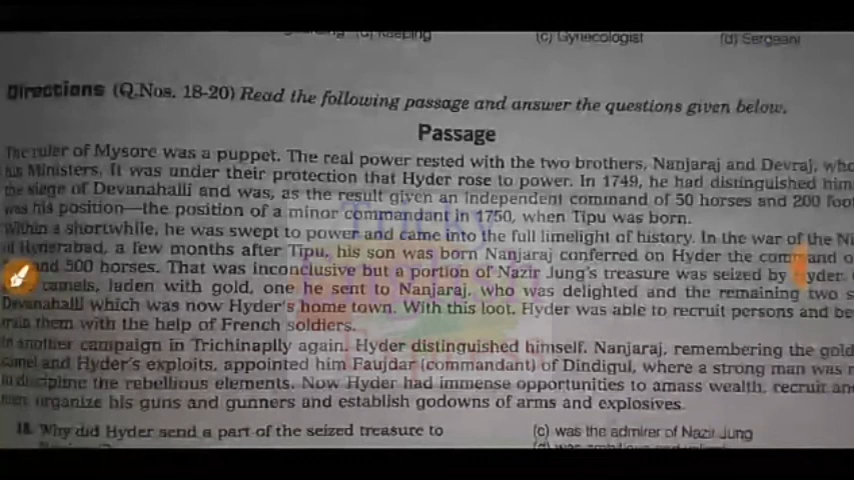 (d) Keeping (c) Gynecologist (d) Sergeant
Directions (Q.Nos. 18-20) Read the following passage and answer the questions given below.
Passage
The ruler of Mysore was a puppet. The real power rested with the two brothers, Nanjaraj and Devraj, who
his Ministers. It was under their protection that Hyder rose to power. In 1749, he had distinguished him
the siege of Devanahalli and was, as the result given an independent command of 50 horses and 200 foo
was his position—the position of a minor commandant in 1750, when Tipu was born.
Within a shortwhile, he was swept to power and came into the full limelight of history. In the war of the Ni
of Hyderabad, a few months after Tipu, his son was born Nanjaraj conferred on Hyder the com and o
and 500 horses. That was inconclusive but a portion of Nazir Jung's treasure was seized by yder.
camels, laden with gold, one he sent to Nanjaraj, who was delighted and the remaining two s
Devanahalli which was now Hyder's home town. With this loot, Hyder was able to recruit persons and be
train them with the help of French soldiers.
In another campaign in Trichinaplly again, Hyder distinguished himself. Nanjaraj, remembering the gold
camel and Hyder's exploits, appointed him Faujdar (commandant) of Dindigul, where a strong man was n
to discipline the rebellious elements. Now Hyder had immense opportunities to amass wealth, recruit an
organize his guns and gunners and establish godowns of arms and explosives.
18. Why did Hyder send a part of the seized treasure to (c) was the admirer of Nazir Jung